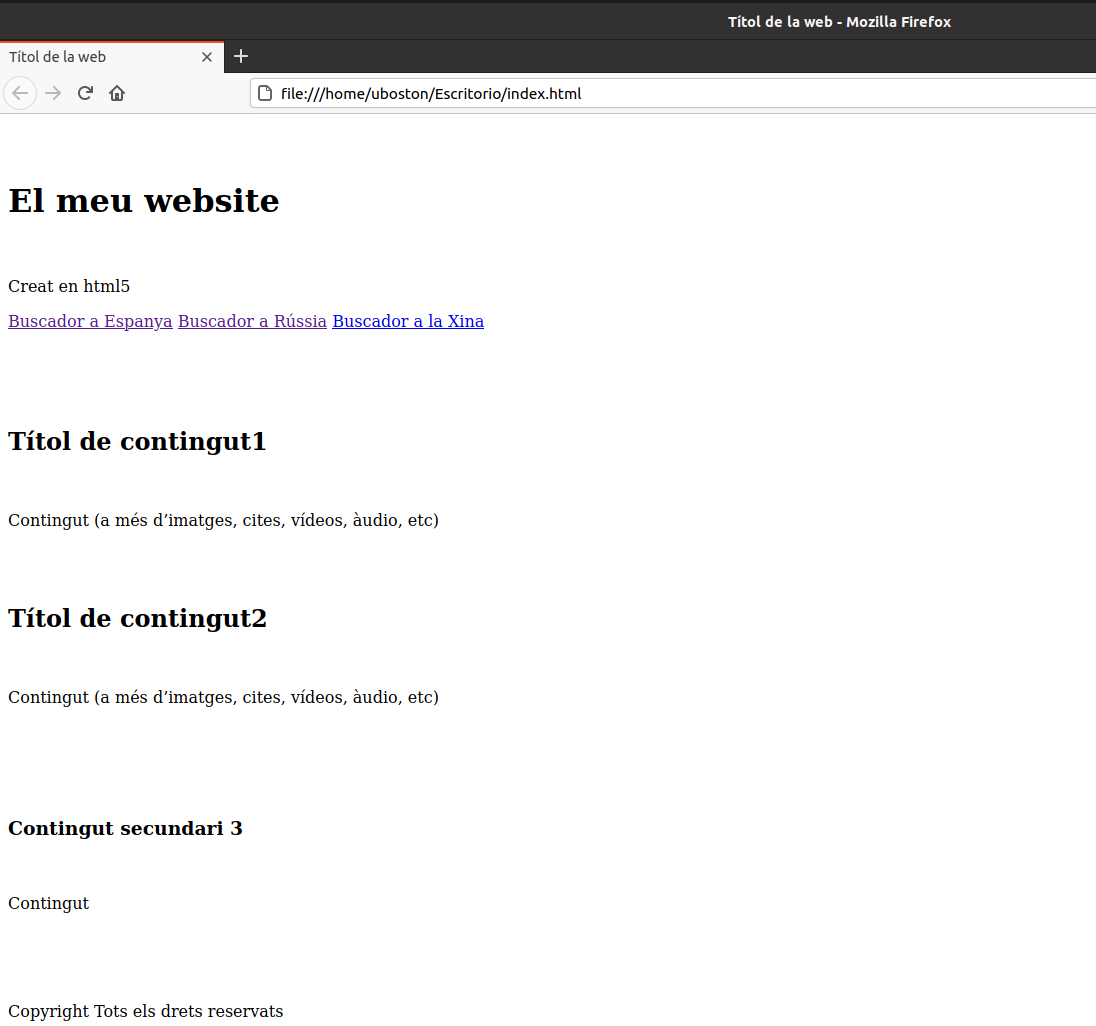 Títol de la web - Mozilla Firefox
Títol de la web
file:///home/uboston/Escritorio/index.html
El meu website
Creat en html5
Buscador a Espanya Buscador a Rússia Buscador a la Xina
Títol de contingut1
Contingut (a més d’imatges, cites, vídeos, àudio, etc)
Títol de contingut2
Contingut (a més d’imatges, cites, vídeos, àudio, etc)
Contingut secundari 3
Contingut
Copyright Tots els drets reservats